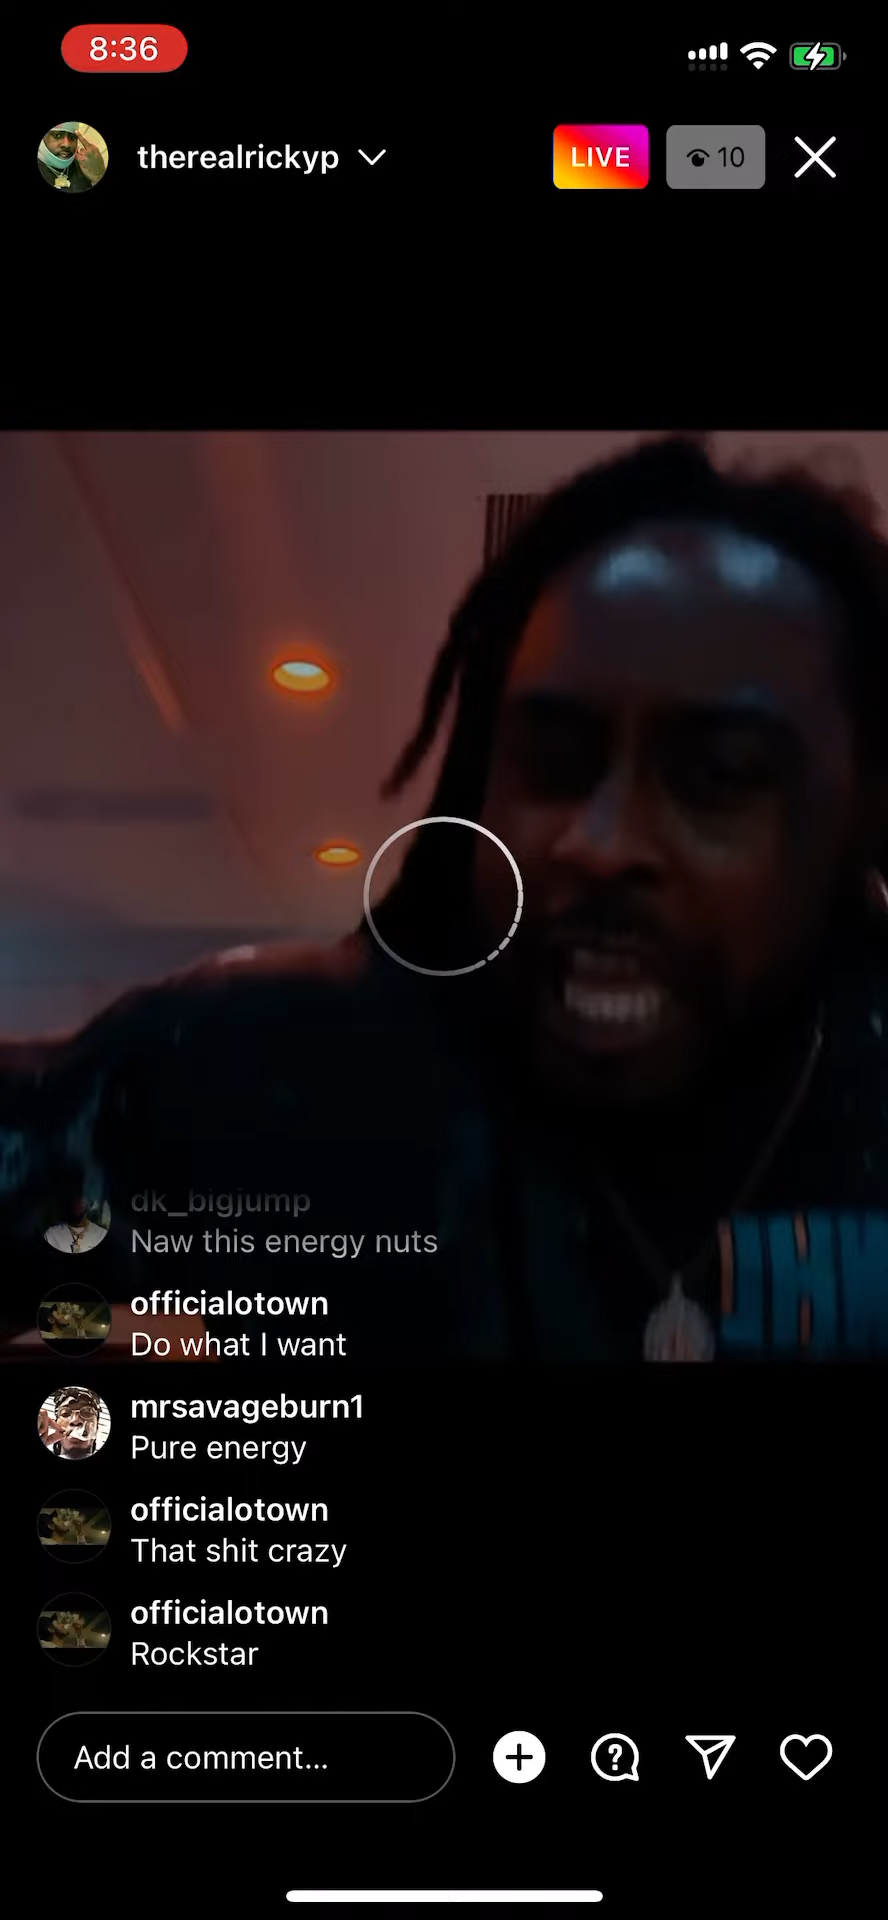 8:36
therealrickyp
LIVE
10
dk_bigjump
Naw this energy nuts
officialotown
Do what I want
mrsavageburn1
Pure energy
officialotown
That shit crazy
officialotown
Rockstar
Add a comment...